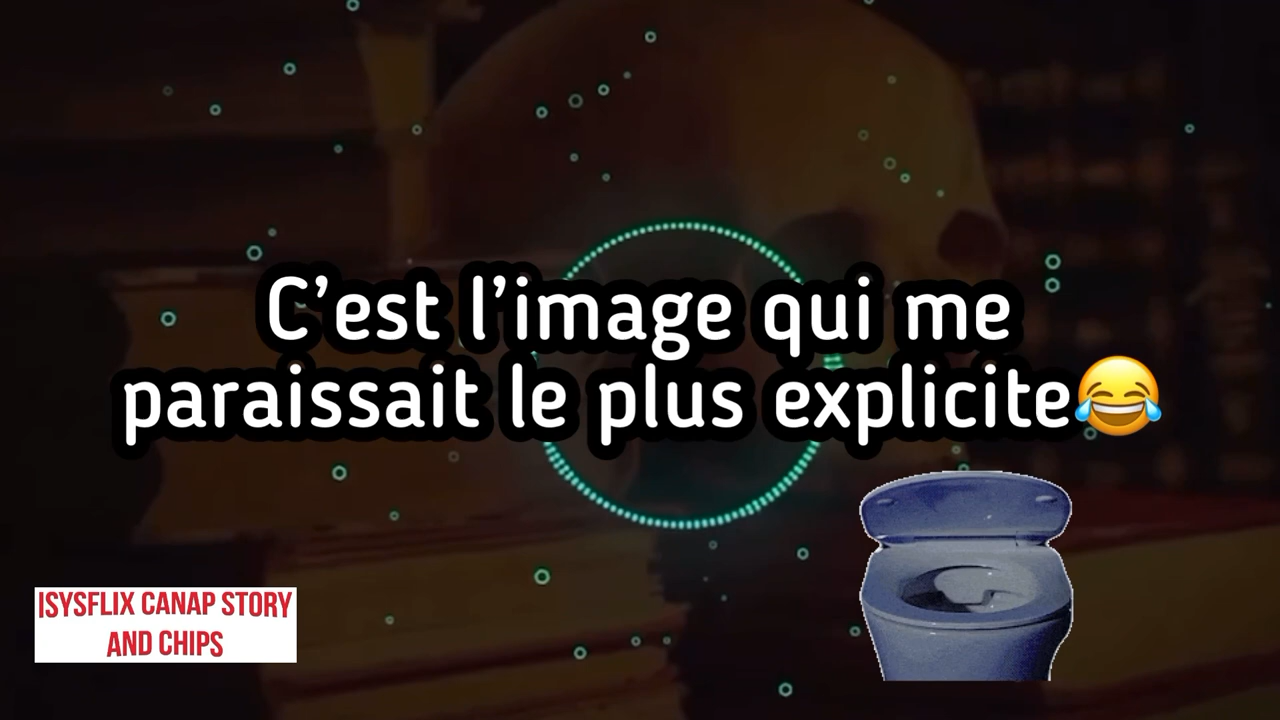 C’est l’image qui me
paraissait le plus explicite😂
ISYSFLIX CANAP STORY
AND CHIPS